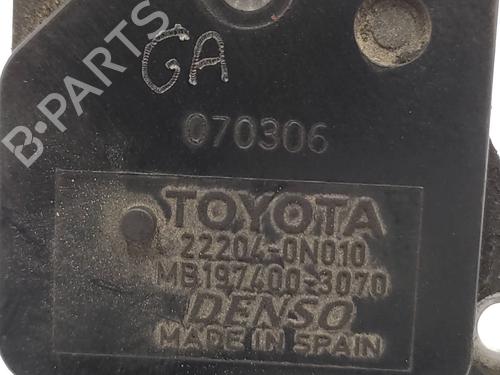 GA
B-PARTS
070306
TOYOTA
22204-0N010
MB197400-3070
DENSO
MADE IN SPAIN